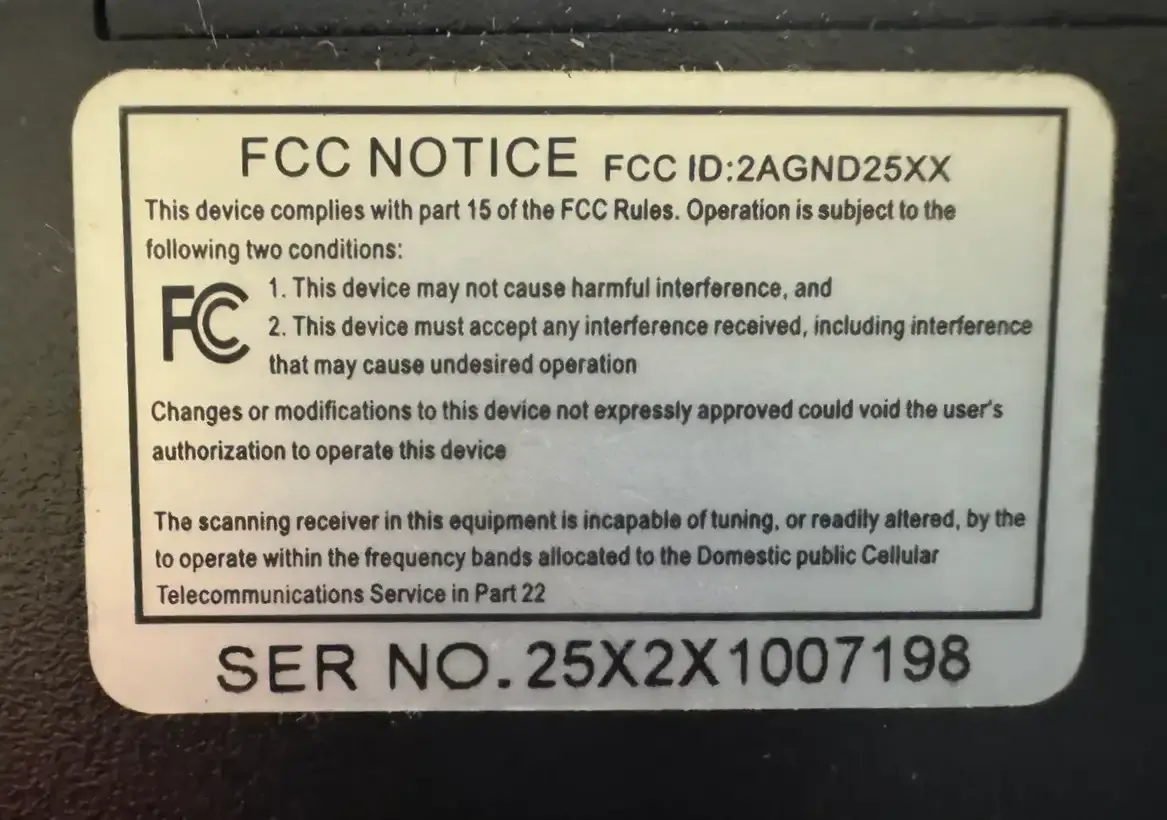 FCC NOTICE FCC ID:2AGND25XX
This device complies with part 15 of the FCC Rules. Operation is subject to the
following two conditions:
FC 1. This device may not cause harmful interference, and
2. This device must accept any interference received, including interference
that may cause undesired operation
Changes or modifications to this device not expressly approved could void the user's
authorization to operate this device
The scanning receiver in this equipment is incapable of tuning, or readily altered, by the
to operate within the frequency bands allocated to the Domestic public Cellular
Telecommunications Service in Part 22
SER NO. 25X2X1007198